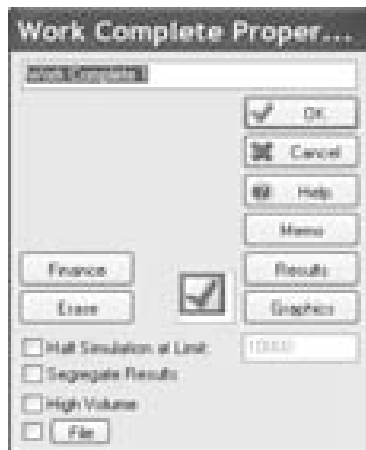 Work Complete Proper...
Work Complete 1
OK
Cancel
Help
Memo
Finance
Results
Erase
Graphics
Halt Simulation at Limit
Segregate Results
High Volume
File